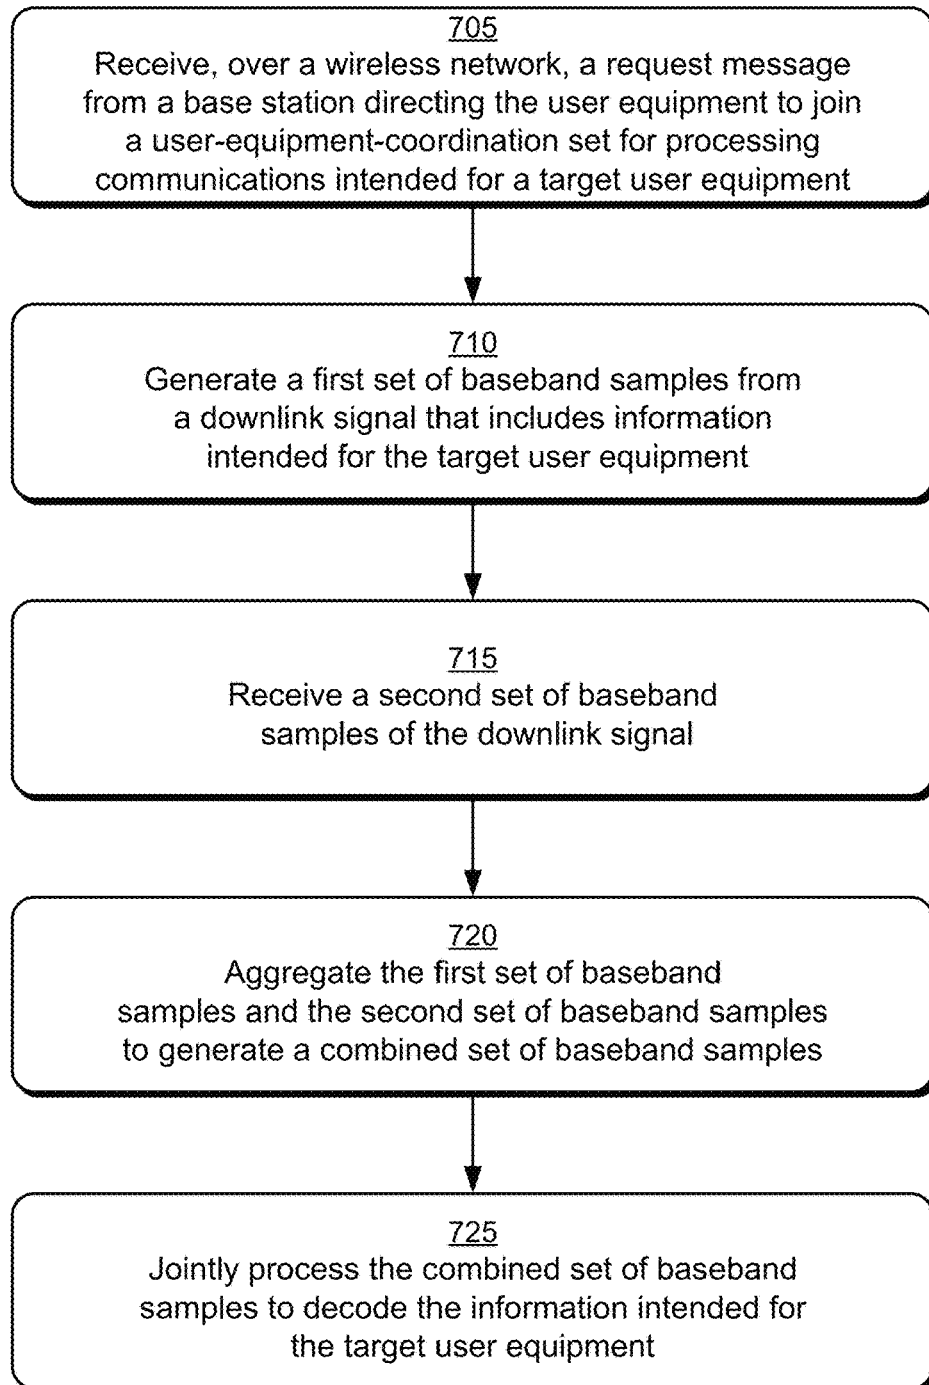 705
Receive, over a wireless network, a request message
from a base station directing the user equipment to join
a user-equipment-coordination set for processing
communications intended for a target user equipment
710
Generate a first set of baseband samples from
a downlink signal that includes information
intended for the target user equipment
715
Receive a second set of baseband
samples of the downlink signal
720
Aggregate the first set of baseband
samples and the second set of baseband samples
to generate a combined set of baseband samples
725
Jointly process the combined set of baseband
samples to decode the information intended for
the target user equipment